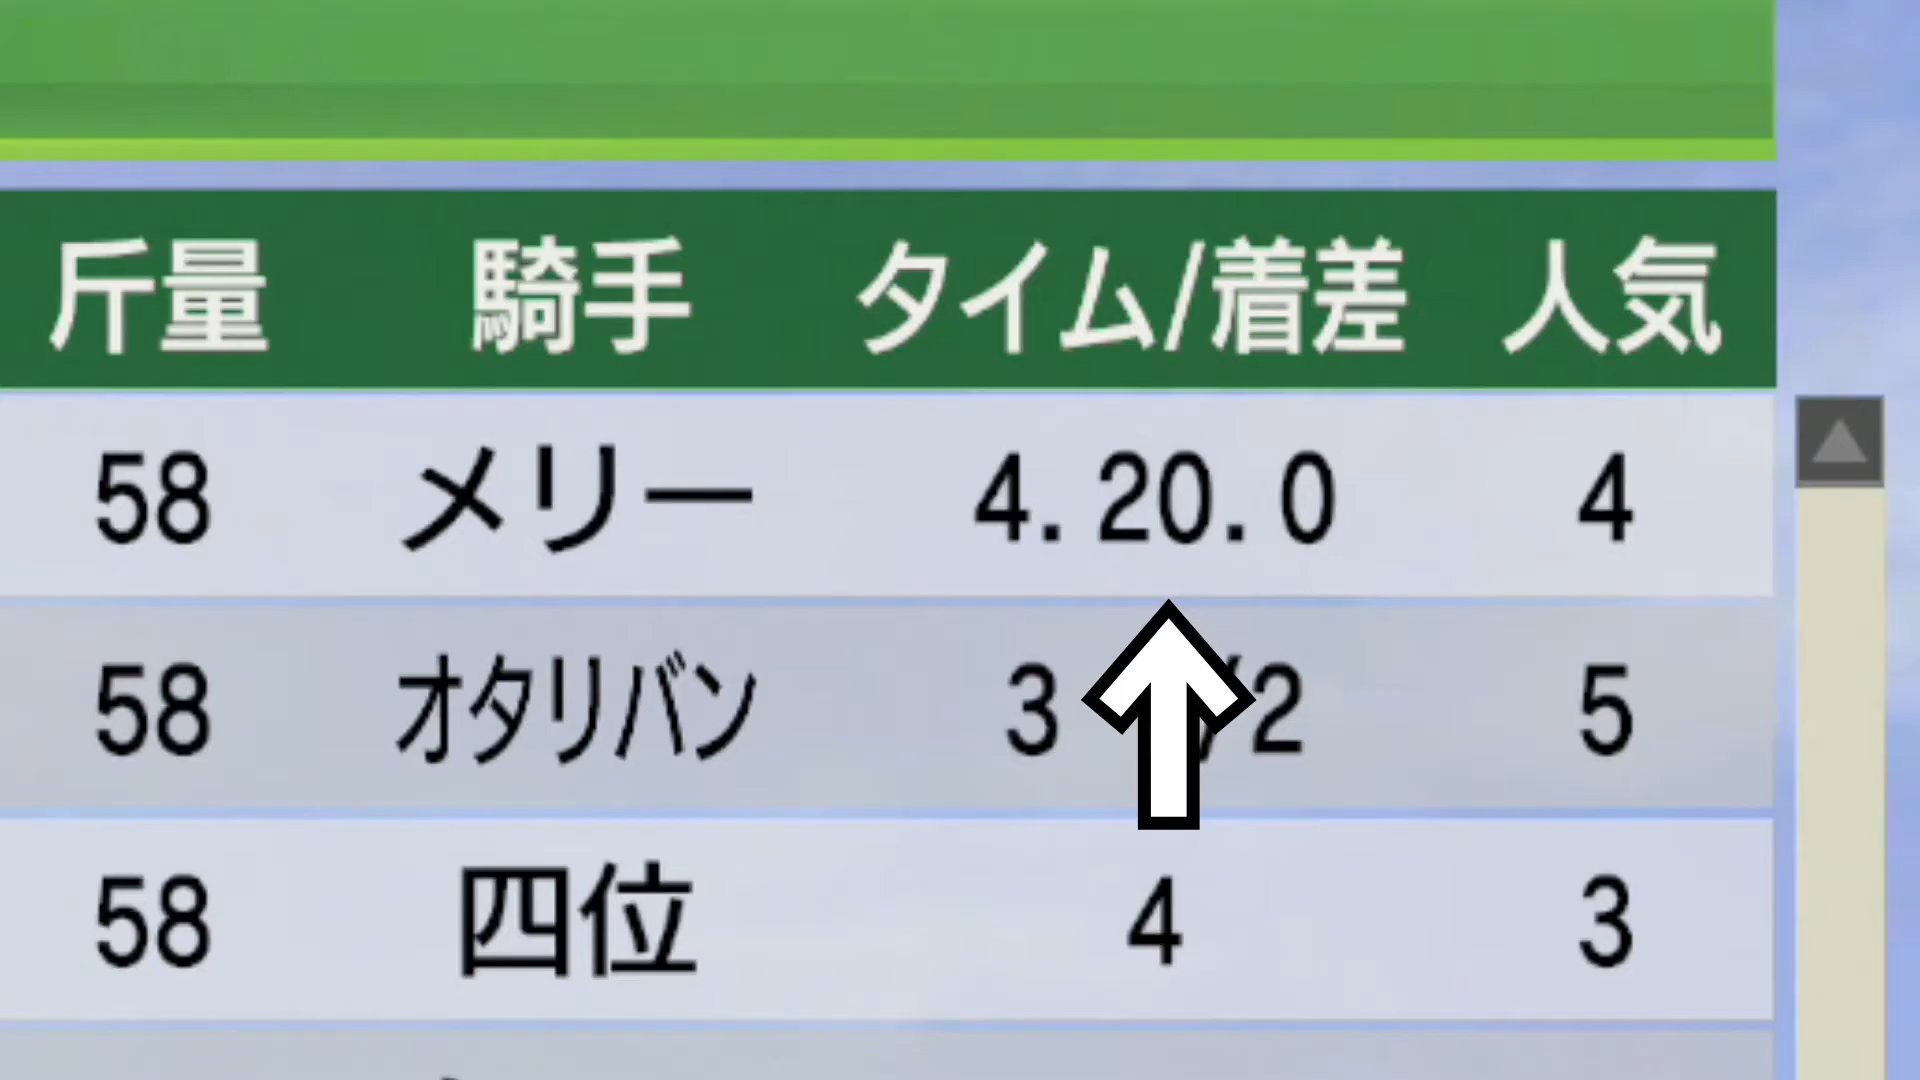 斤量 騎手 タイム/着差 人気
58 メリー 4.20.0 4
58 オタリバン 3 /2 5
58 四位 4 3